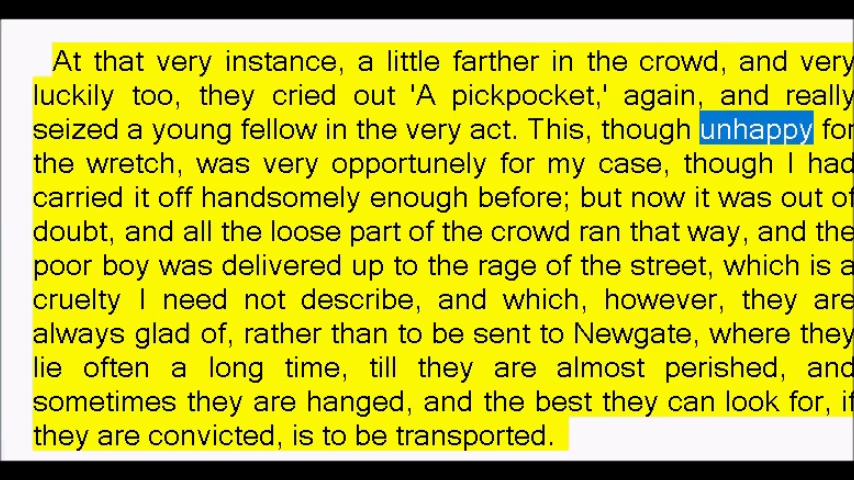 At that very instance, a little farther in the crowd, and very
luckily too, they cried out 'A pickpocket,' again, and really
seized a young fellow in the very act. This, though unhappy for
the wretch, was very opportunely for my case, though I had
carried it off handsomely enough before; but now it was out of
doubt, and all the loose part of the crowd ran that way, and the
poor boy was delivered up to the rage of the street, which is a
cruelty I need not describe, and which, however, they are
always glad of, rather than to be sent to Newgate, where they
lie often a long time, till they are almost perished, and
sometimes they are hanged, and the best they can look for, if
they are convicted, is to be transported.